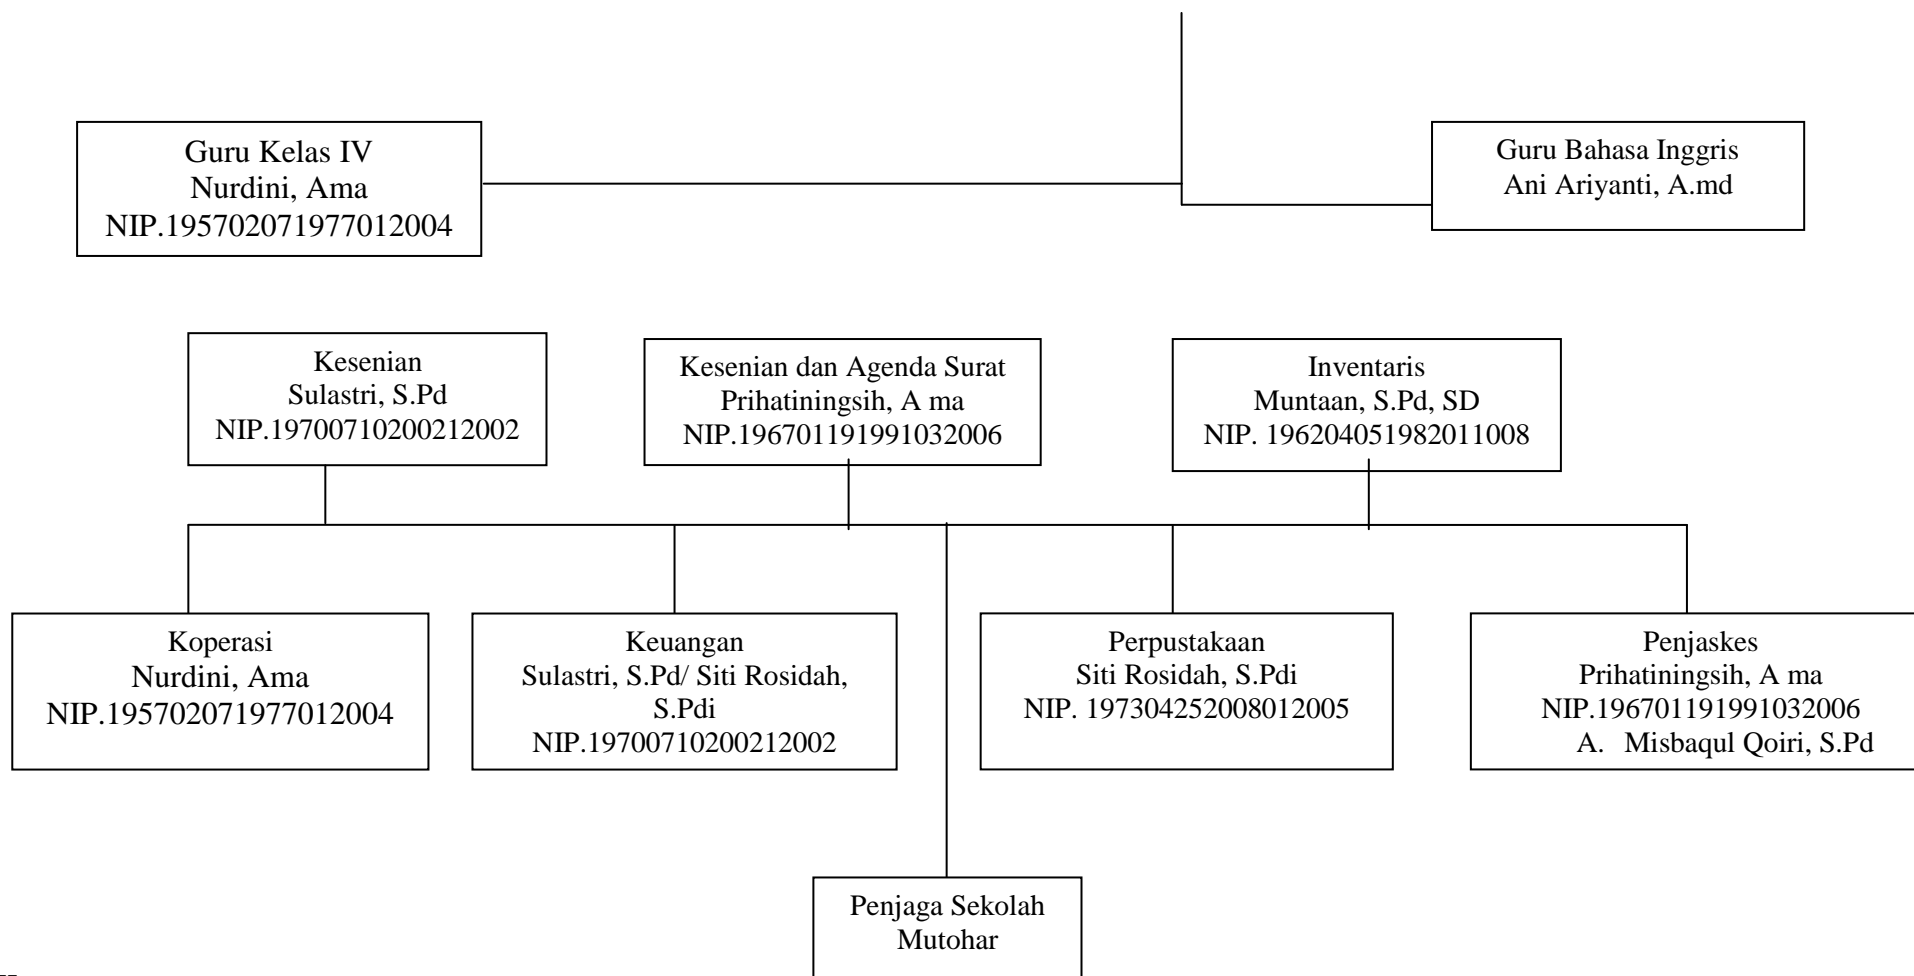 Guru Kelas IV
Nurdini, Ama
NIP.195702071977012004
Guru Bahasa Inggris
Ani Ariyanti, A.md
Kesenian
Sulastri, S.Pd
NIP.19700710200212002
Kesenian dan Agenda Surat
Prihatiningsih, A ma
NIP.196701191991032006
Inventaris
Muntaan, S.Pd, SD
NIP. 196204051982011008
Koperasi
Nurdini, Ama
NIP.195702071977012004
Keuangan
Sulastri, S.Pd/ Siti Rosidah,
S.Pdi
NIP.19700710200212002
Perpustakaan
Siti Rosidah, S.Pdi
NIP. 197304252008012005
Penjaskes
Prihatiningsih, A ma
NIP.196701191991032006
A. Misbaqul Qoiri, S.Pd
Penjaga Sekolah
Mutohar